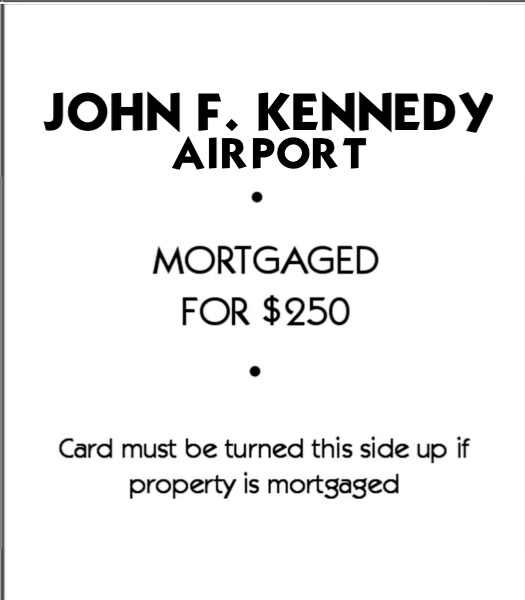 JOHN F. KENNEDY
AIRPORT
•
MORTGAGED
FOR $250
•
Card must be turned this side up if
property is mortgaged